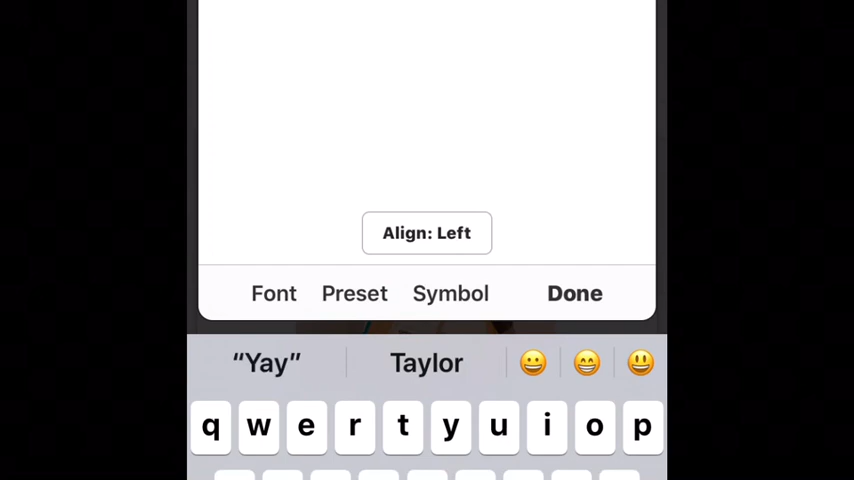 Align: Left
Font Preset Symbol Done
“Yay” Taylor
q w e r t y u i o p